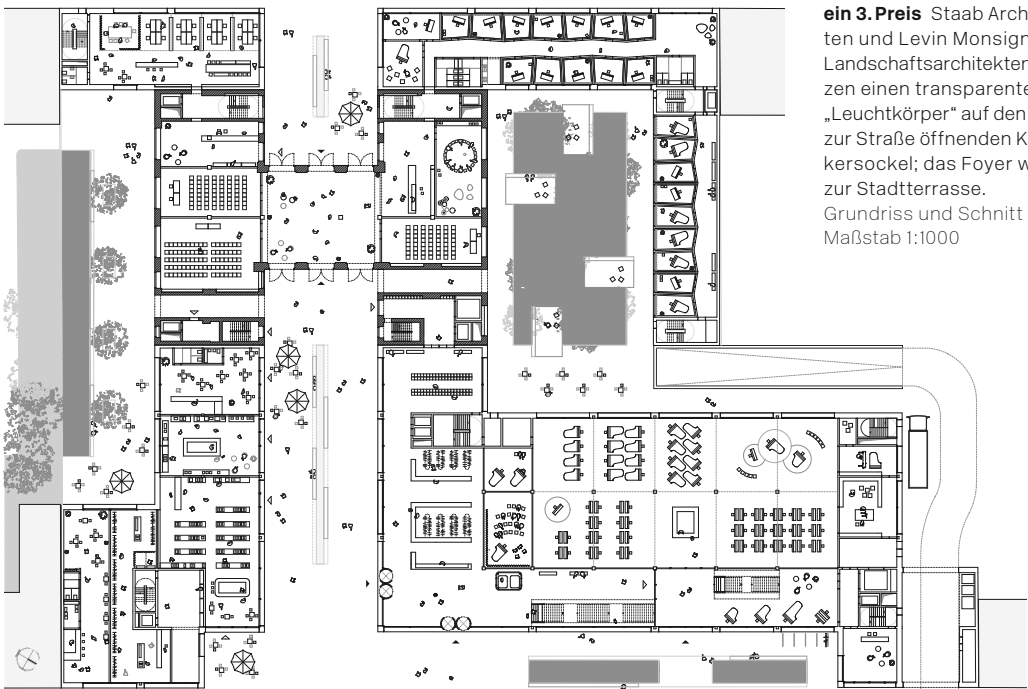 ein 3. Preis Staab Arch
ten und Levin Monsign
Landschaftsarchitekten
zen einen transparente
„Leuchtkörper“ auf den
zur Straße öffnenden K
kersockel; das Foyer w
zur Stadtterrasse.
Grundriss und Schnitt
Maßstab 1:1000